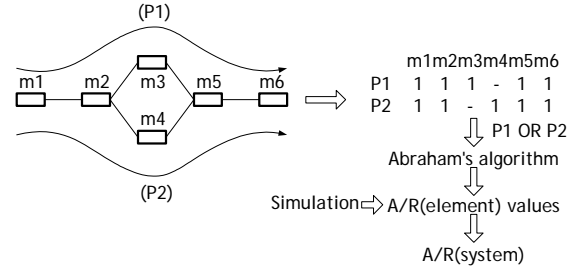 (P1)
m1 m2 m3 m5 m6
m4
(P2)
m1m2m3m4m5m6
P1 1 1 1 - 1 1
P2 1 1 - 1 1 1
P1 OR P2
Abraham's algorithm
Simulation A/R(element) values
A/R(system)